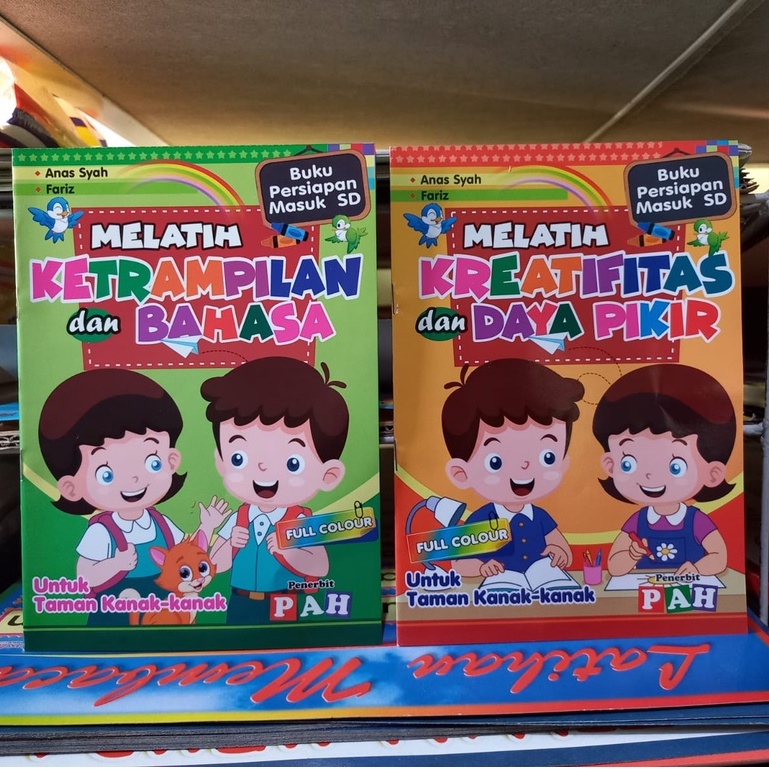 • Anas Syah
• Fariz
Buku
Persiapan
Masuk SD
MELATIH
KETRAMPILAN
dan BAHASA
FULL COLOUR
Untuk
Taman Kanak-kanak
Penerbit
PAH
• Anas Syah
• Fariz
Buku
Persiapan
Masuk SD
MELATIH
KREATIFITAS
dan DAYA PIKIR
FULL COLOUR
Untuk
Taman Kanak-kanak
Penerbit
PAH
Latihan Membaca